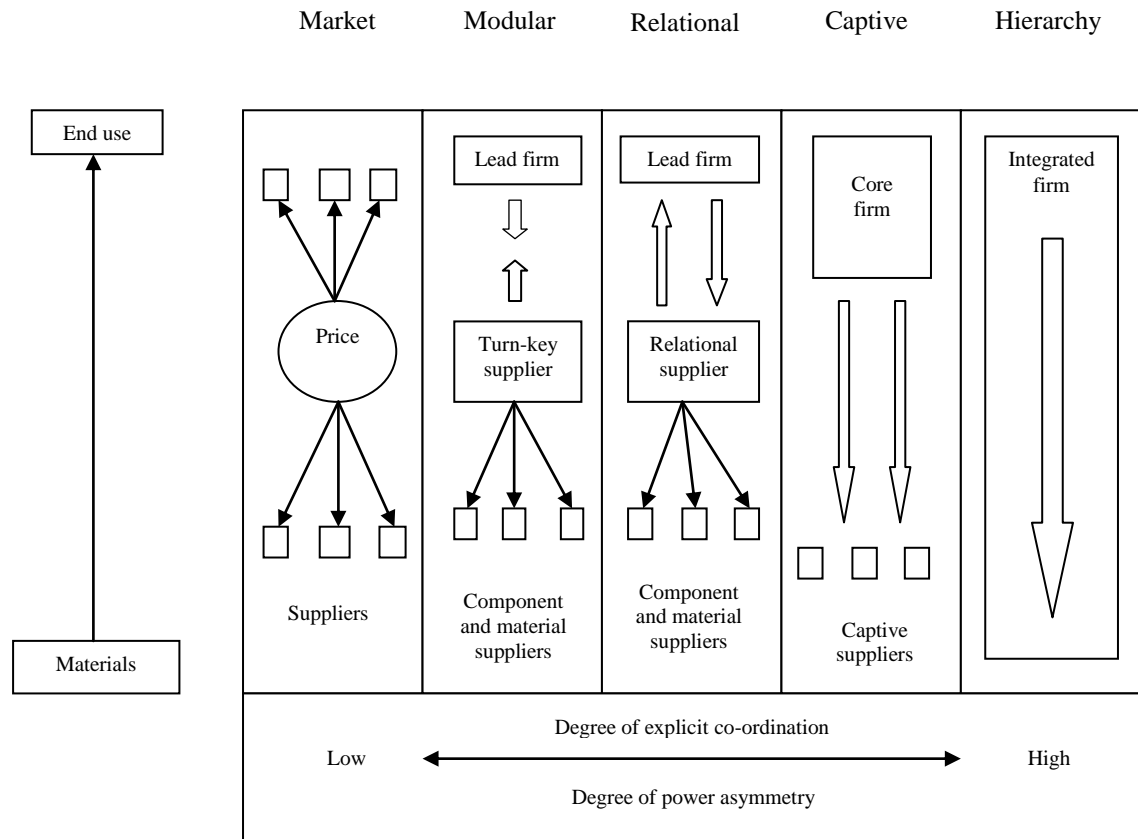 Market
Modular
Relational
Captive
Hierarchy
End use
Materials
Price
Suppliers
Lead firm
Turn-key
supplier
Component
and material
suppliers
Lead firm
Relational
supplier
Component
and material
suppliers
Core
firm
Captive
suppliers
Integrated
firm
Degree of explicit co-ordination
Low
High
Degree of power asymmetry